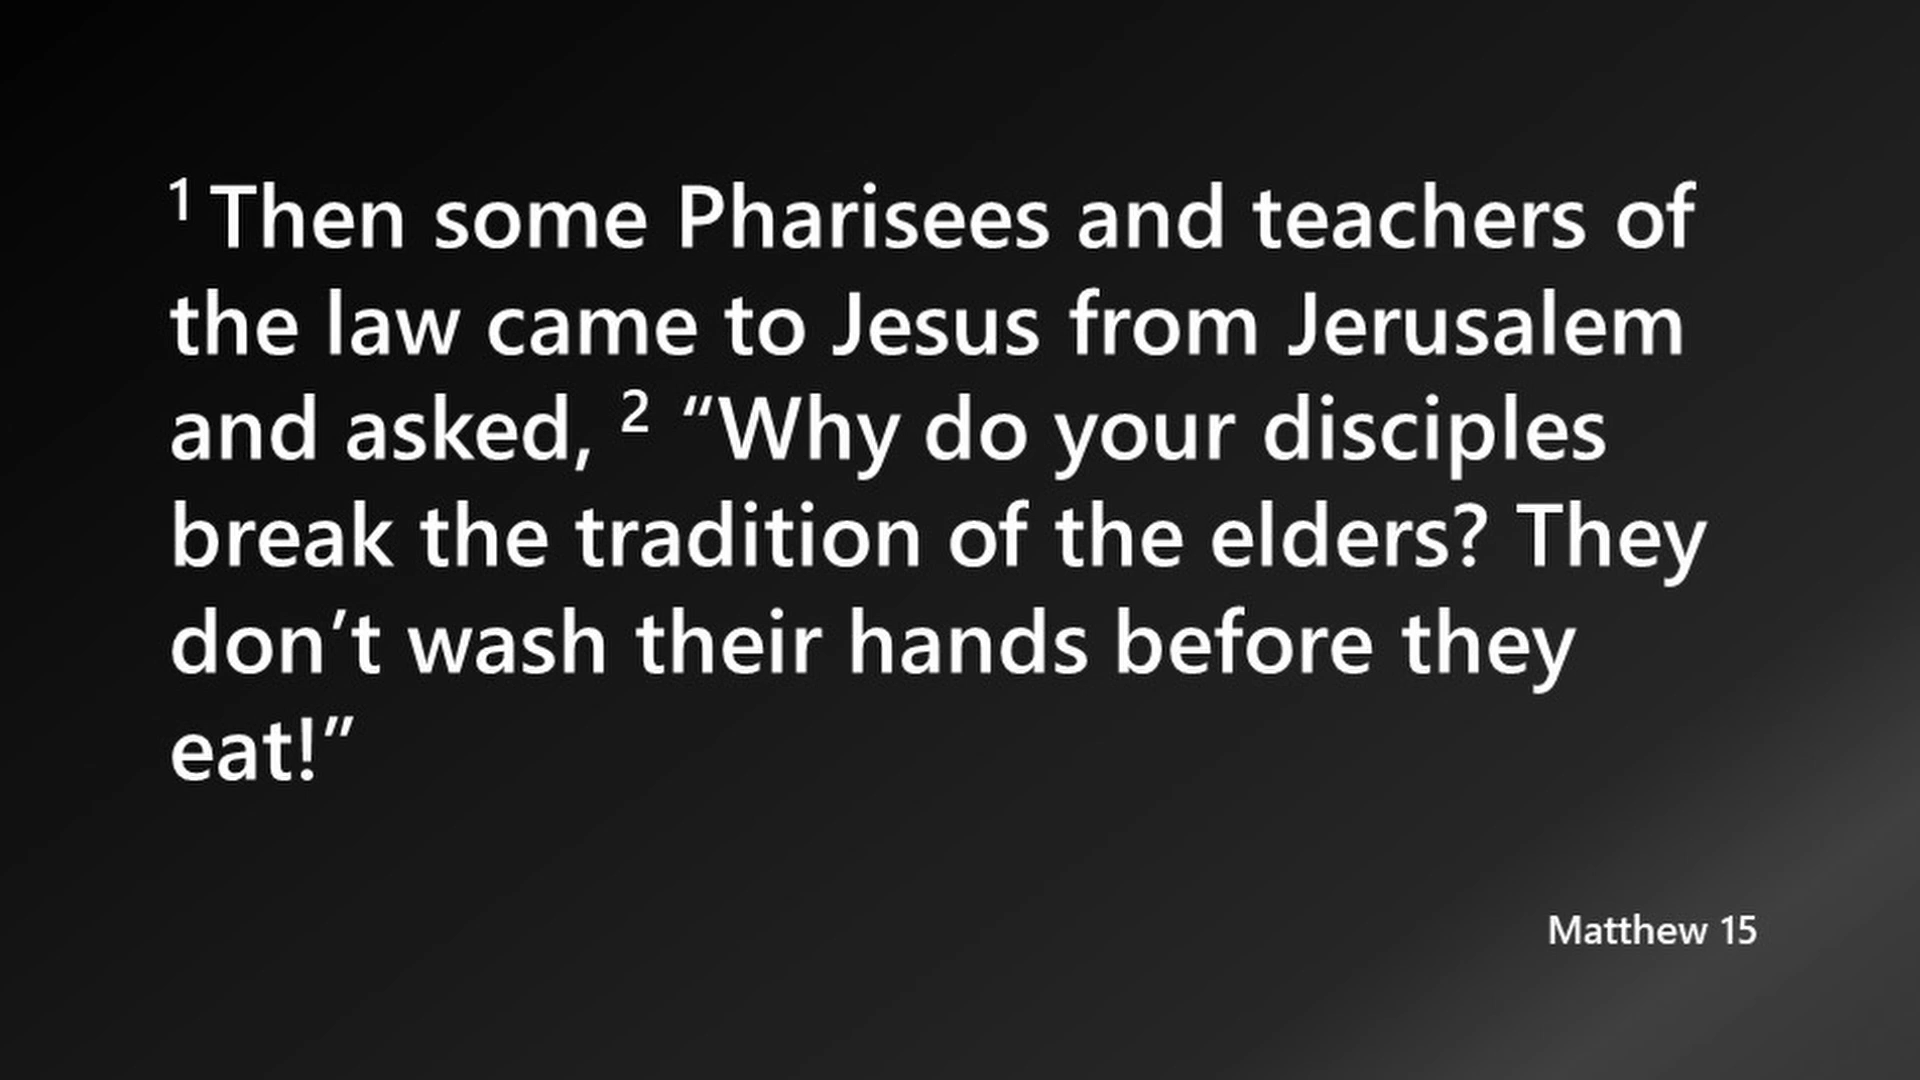 ¹ Then some Pharisees and teachers of
the law came to Jesus from Jerusalem
and asked, ² “Why do your disciples
break the tradition of the elders? They
don’t wash their hands before they
eat!”
Matthew 15